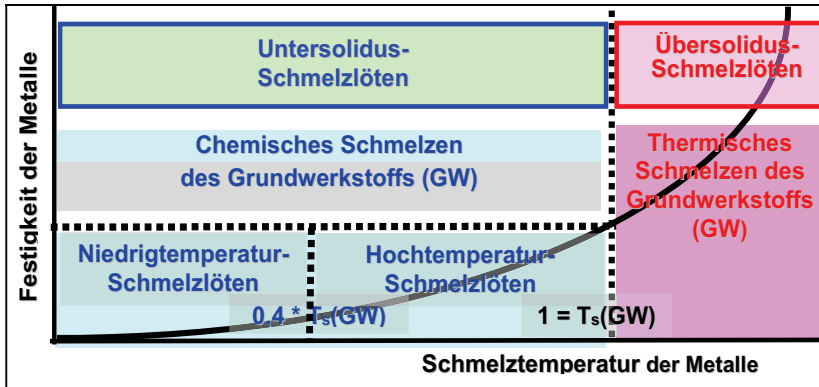 Festigkeit der Metalle
Untersolidus-
Schmelzlöten
Übersolidus-
Schmelzlöten
Chemisches Schmelzen
des Grundwerkstoffs (GW)
Thermisches
Schmelzen des
Grundwerkstoffs
(GW)
Niedrigtemperatur-
Schmelzlöten
Hochtemperatur-
Schmelzlöten
0.4 * Ts(GW)
1 = Ts(GW)
Schmelztemperatur der Metalle